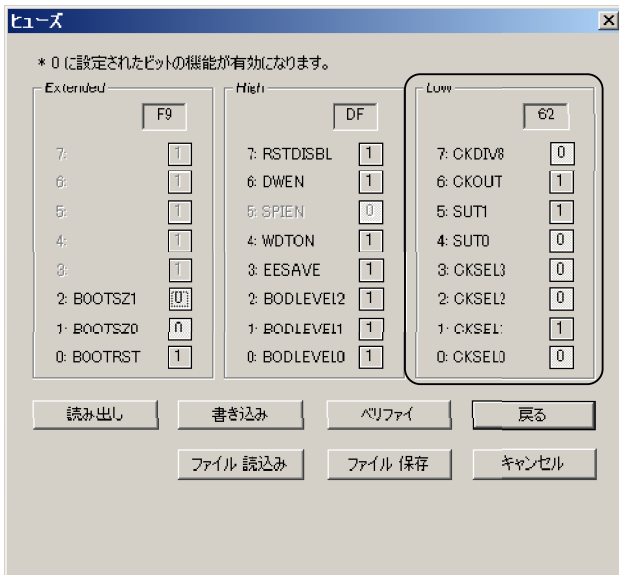 ヒューズ
* 0 に設定されたビットの機能が有効になります。
Extended
F9
7: 1
6: 1
5: 1
4: 1
3: 1
2: BOOTSZ1 0
1: BOOTSZ0 0
0: BOOTRST 1
High
DF
7: RSTDISBL 1
6: DWEN 1
5: SPIEN 0
4: WDTON 1
3: EESAVE 1
2: BODLEVEL2 1
1: BODLEVEL1 1
0: BODLEVEL0 1
Low
62
7: CKDIV8 0
6: CKOUT 1
5: SUT1 1
4: SUT0 0
3: CKSEL3 0
2: CKSEL2 0
1: CKSEL1 1
0: CKSEL0 0
読み出し 書き込み ベリファイ 戻る
ファイル 読込み ファイル 保存 キャンセル